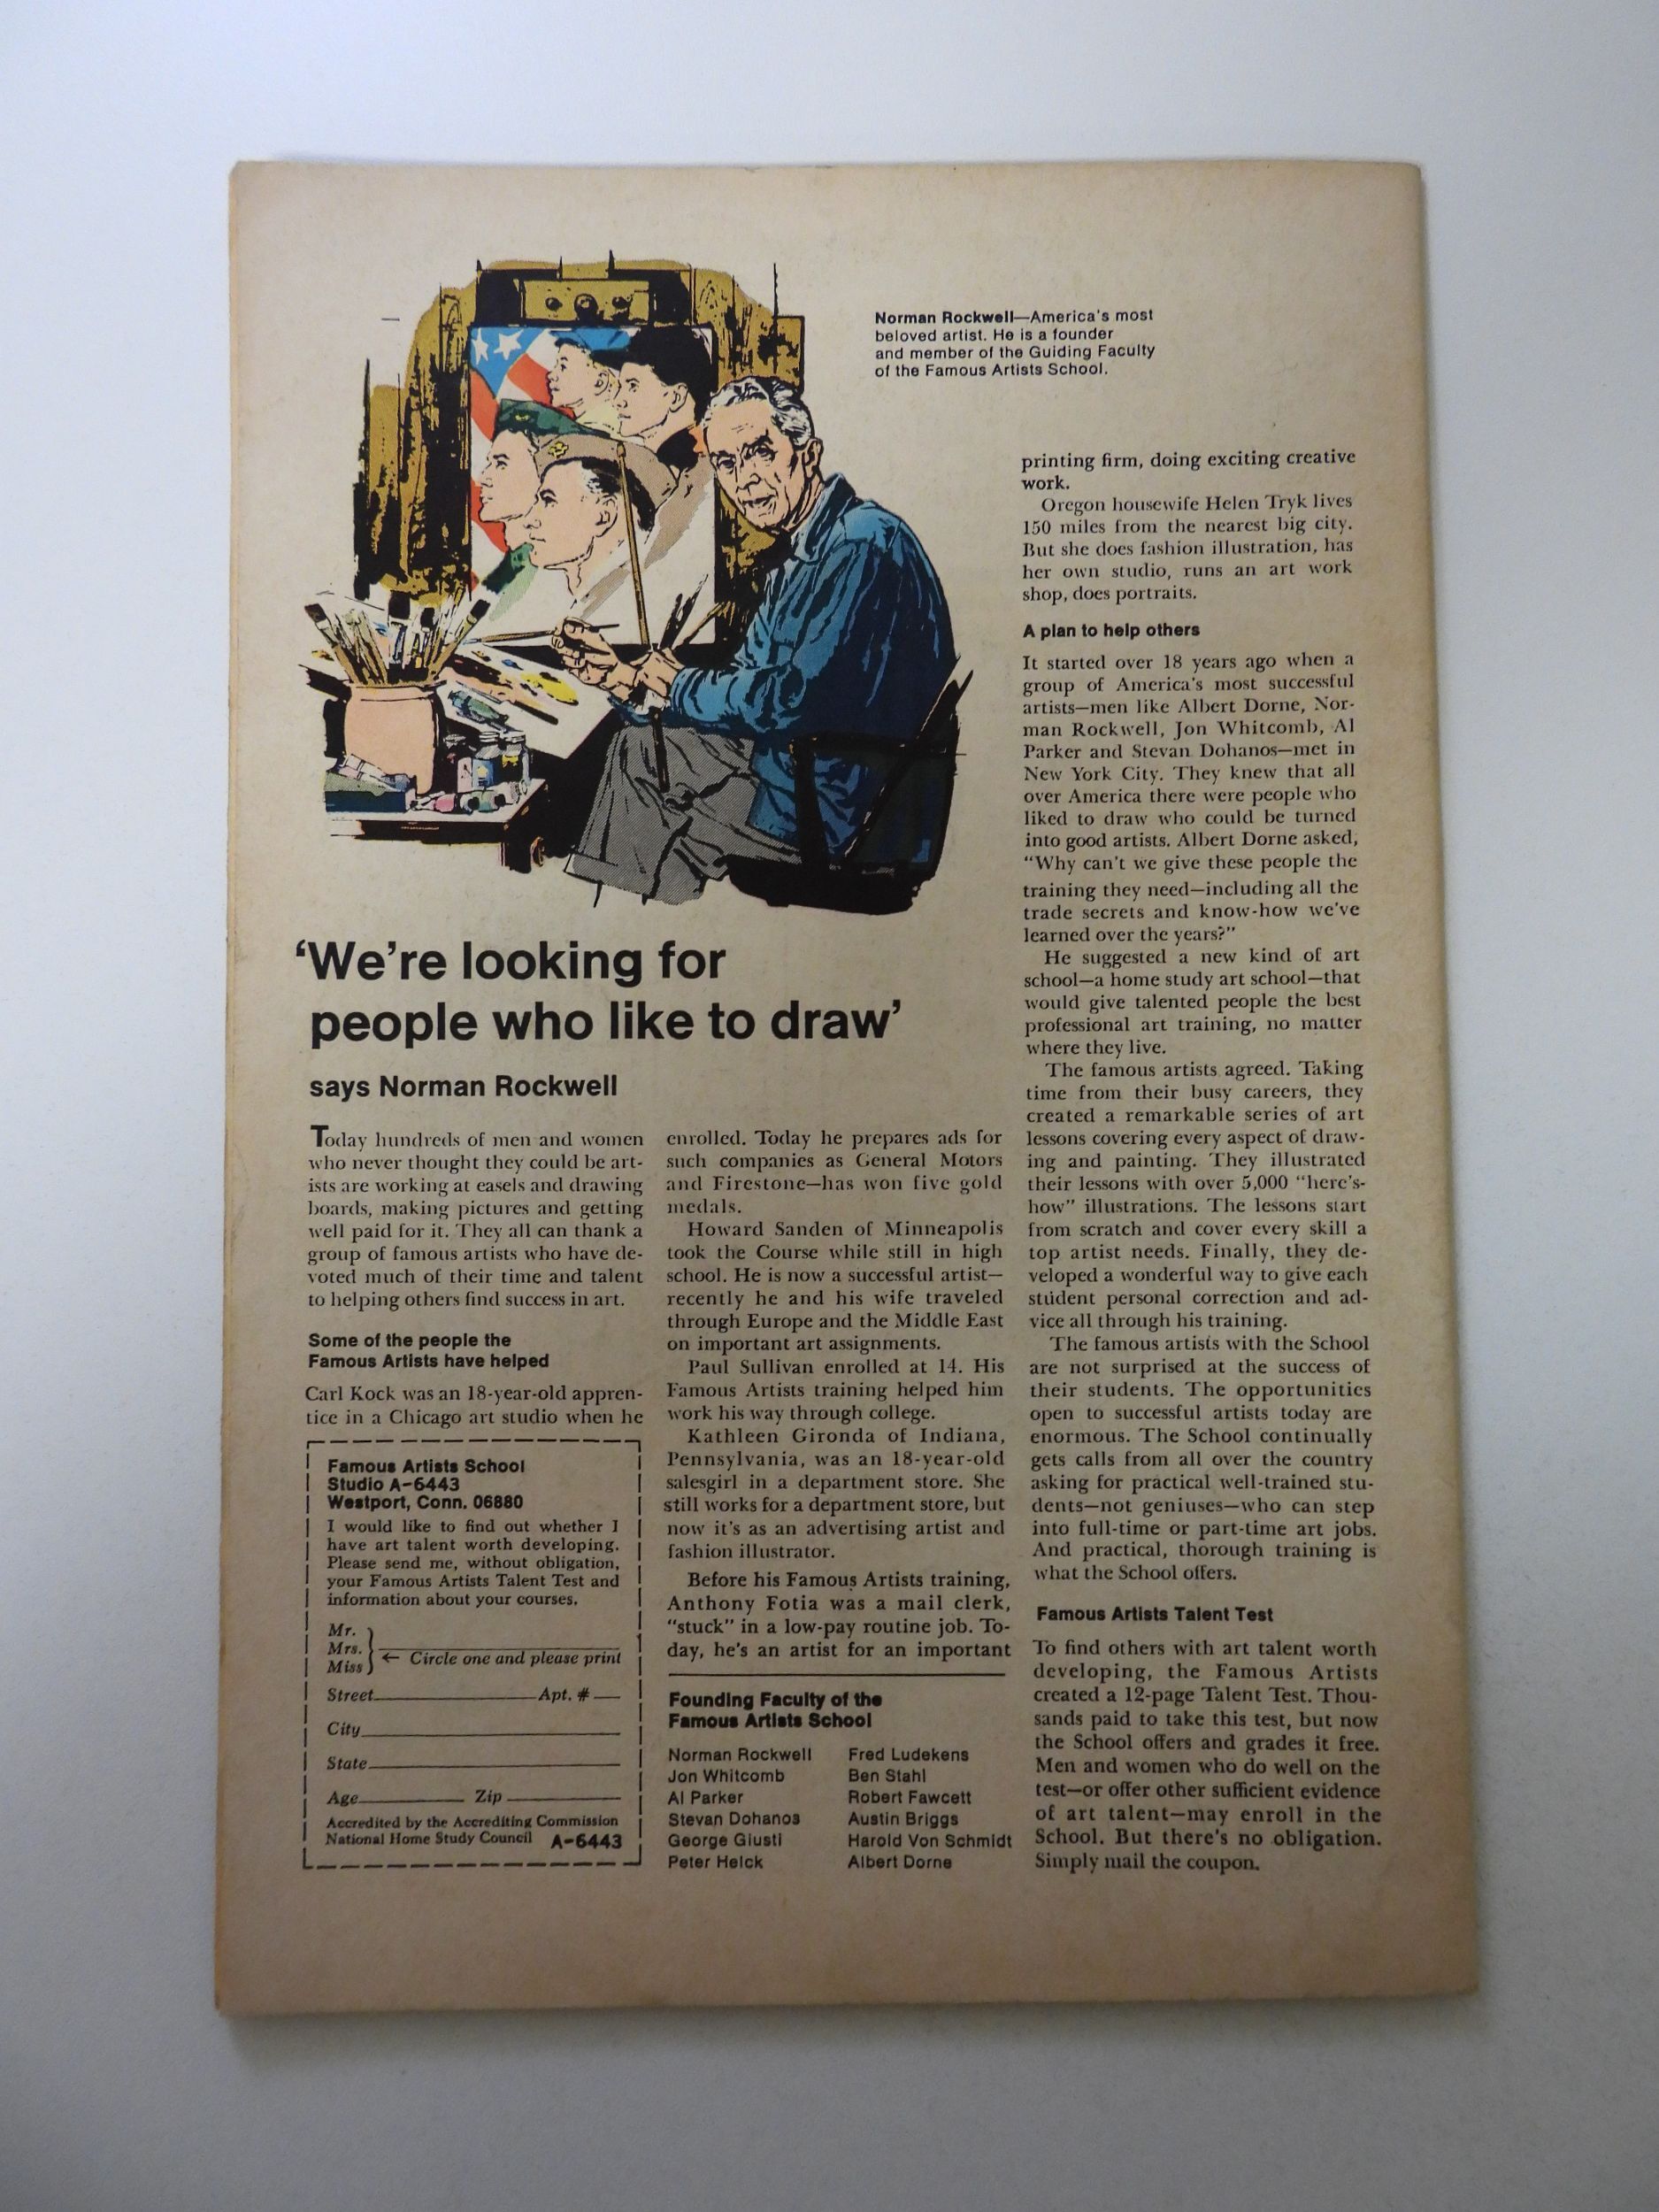 Norman Rockwell—America's most
beloved artist. He is a founder
and member of the Guiding Faculty
of the Famous Artists School.
‘We're looking for
people who like to draw’
says Norman Rockwell
Today hundreds of men and women
who never thought they could be art-
ists are working at easels and drawing
boards, making pictures and getting
well paid for it. They all can thank a
group of famous artists who have de-
voted much of their time and talent
to helping others find success in art.
Some of the people the
Famous Artists have helped
Carl Kock was an 18-year-old appren-
tice in a Chicago art studio when he
enrolled. Today he prepares ads for
such companies as General Motors
and Firestone—has won five gold
medals.
Howard Sanden of Minneapolis
took the Course while still in high
school. He is now a successful artist—
recently he and his wife traveled
through Europe and the Middle East
on important art assignments.
Paul Sullivan enrolled at 14. His
Famous Artists training helped him
work his way through college.
Kathleen Gironda of Indiana,
Pennsylvania, was an 18-year-old
salesgirl in a department store. She
still works for a department store, but
now it's as an advertising artist and
fashion illustrator.
Before his Famous Artists training,
Anthony Fotia was a mail clerk,
"stuck" in a low-pay routine job. To-
day, he's an artist for an important
printing firm, doing exciting creative
work.
Oregon housewife Helen Tryk lives
150 miles from the nearest big city.
But she does fashion illustration, has
her own studio, runs an art work
shop, does portraits.
A plan to help others
It started over 18 years ago when a
group of America's most successful
artists—men like Albert Dorne, Nor-
man Rockwell, Jon Whitcomb, Al
Parker and Stevan Dohanos—met in
New York City. They knew that all
over America there were people who
liked to draw who could be turned
into good artists. Albert Dorne asked,
"Why can't we give these people the
training they need—including all the
trade secrets and know-how we've
learned over the years?"
He suggested a new kind of art
school—a home study art school—that
would give talented people the best
professional art training, no matter
where they live.
The famous artists agreed. Taking
time from their busy careers, they
created a remarkable series of art
lessons covering every aspect of draw-
ing and painting. They illustrated
their lessons with over 5,000 "here's-
how" illustrations. The lessons start
from scratch and cover every skill a
top artist needs. Finally, they de-
veloped a wonderful way to give each
student personal correction and ad-
vice all through his training.
The famous artists with the School
are not surprised at the success of
their students. The opportunities
open to successful artists today are
enormous. The School continually
gets calls from all over the country
asking for practical well-trained stu-
dents—not geniuses—who can step
into full-time or part-time art jobs.
And practical, thorough training is
what the School offers.
Famous Artists Talent Test
To find others with art talent worth
developing, the Famous Artists
created a 12-page Talent Test. Thou-
sands paid to take this test, but now
the School offers and grades it free.
Men and women who do well on the
test—or offer other sufficient evidence
of art talent—may enroll in the
School. But there's no obligation.
Simply mail the coupon.
Famous Artists School
Studio A-6443
Westport, Conn. 06880
I would like to find out whether I
have art talent worth developing.
Please send me, without obligation,
your Famous Artists Talent Test and
information about your courses.
Mr.
Mrs.
Miss
← Circle one and please print
Street Apt. #
City
State
Age Zip
Accredited by the Accrediting Commission
National Home Study Council A-6443
Founding Faculty of the
Famous Artists School
Norman Rockwell
Jon Whitcomb
Al Parker
Stevan Dohanos
George Giusti
Peter Helck
Fred Ludekens
Ben Stahl
Robert Fawcett
Austin Briggs
Harold Von Schmidt
Albert Dorne